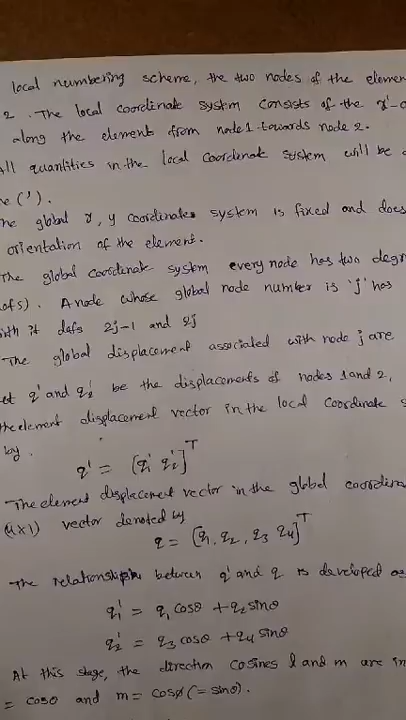 local numbering scheme, the two nodes of the elemen
2. The local coordinate system consists of the x'-a
along the element from node 1 towards node 2.
All quantities in the local coordinate system will be d
me (').
The global x, y coordinates system is fixed and does
orientation of the element.
The global coordinate system every node has two degr
ofs). A node whose global node number is 'j' has
with it dofs 2j-1 and 2j
The global displacement associated with node j are
Let q' and q'₂ be the displacements of nodes 1 and 2,
the element displacement vector in the local coordinate s
by.
q' = [q'₁ q'₂]ᵀ
The element displacement vector in the global coordina
(4x1) vector denoted by
q = [q₁, q₂, q₃ q₄]ᵀ
The relationship between q' and q is developed as
q'₁ = q₁ cosθ + q₂ sinθ
q'₂ = q₃ cosθ + q₄ sinθ
At this stage, the direction cosines l and m are in
= cosθ and m = cosø (= sinθ).